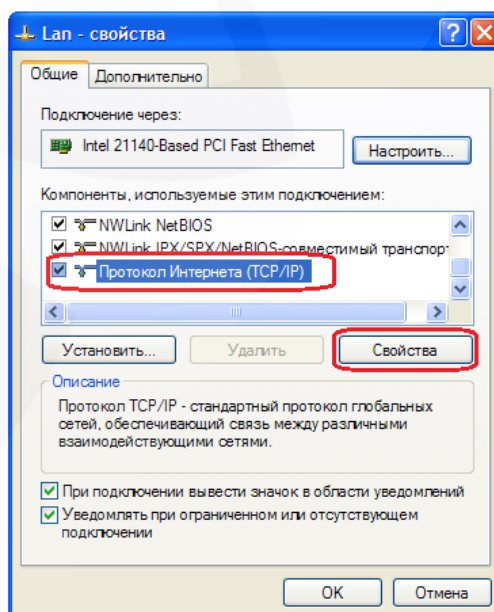 Lan - свойства
Общие
Дополнительно
Подключение через:
Intel 21140-Based PCI Fast Ethernet
Настроить...
Компоненты, используемые этим подключением:
NWLink NetBIOS
NWLink IPX/SPX/NetBIOS-совместимый транспорт
Протокол Интернета (TCP/IP)
Установить...
Удалить
Свойства
Описание
Протокол TCP/IP - стандартный протокол глобальных
сетей, обеспечивающий связь между различными
взаимодействующими сетями.
При подключении вывести значок в области уведомлений
Уведомлять при ограниченном или отсутствующем
подключении
OK
Отмена